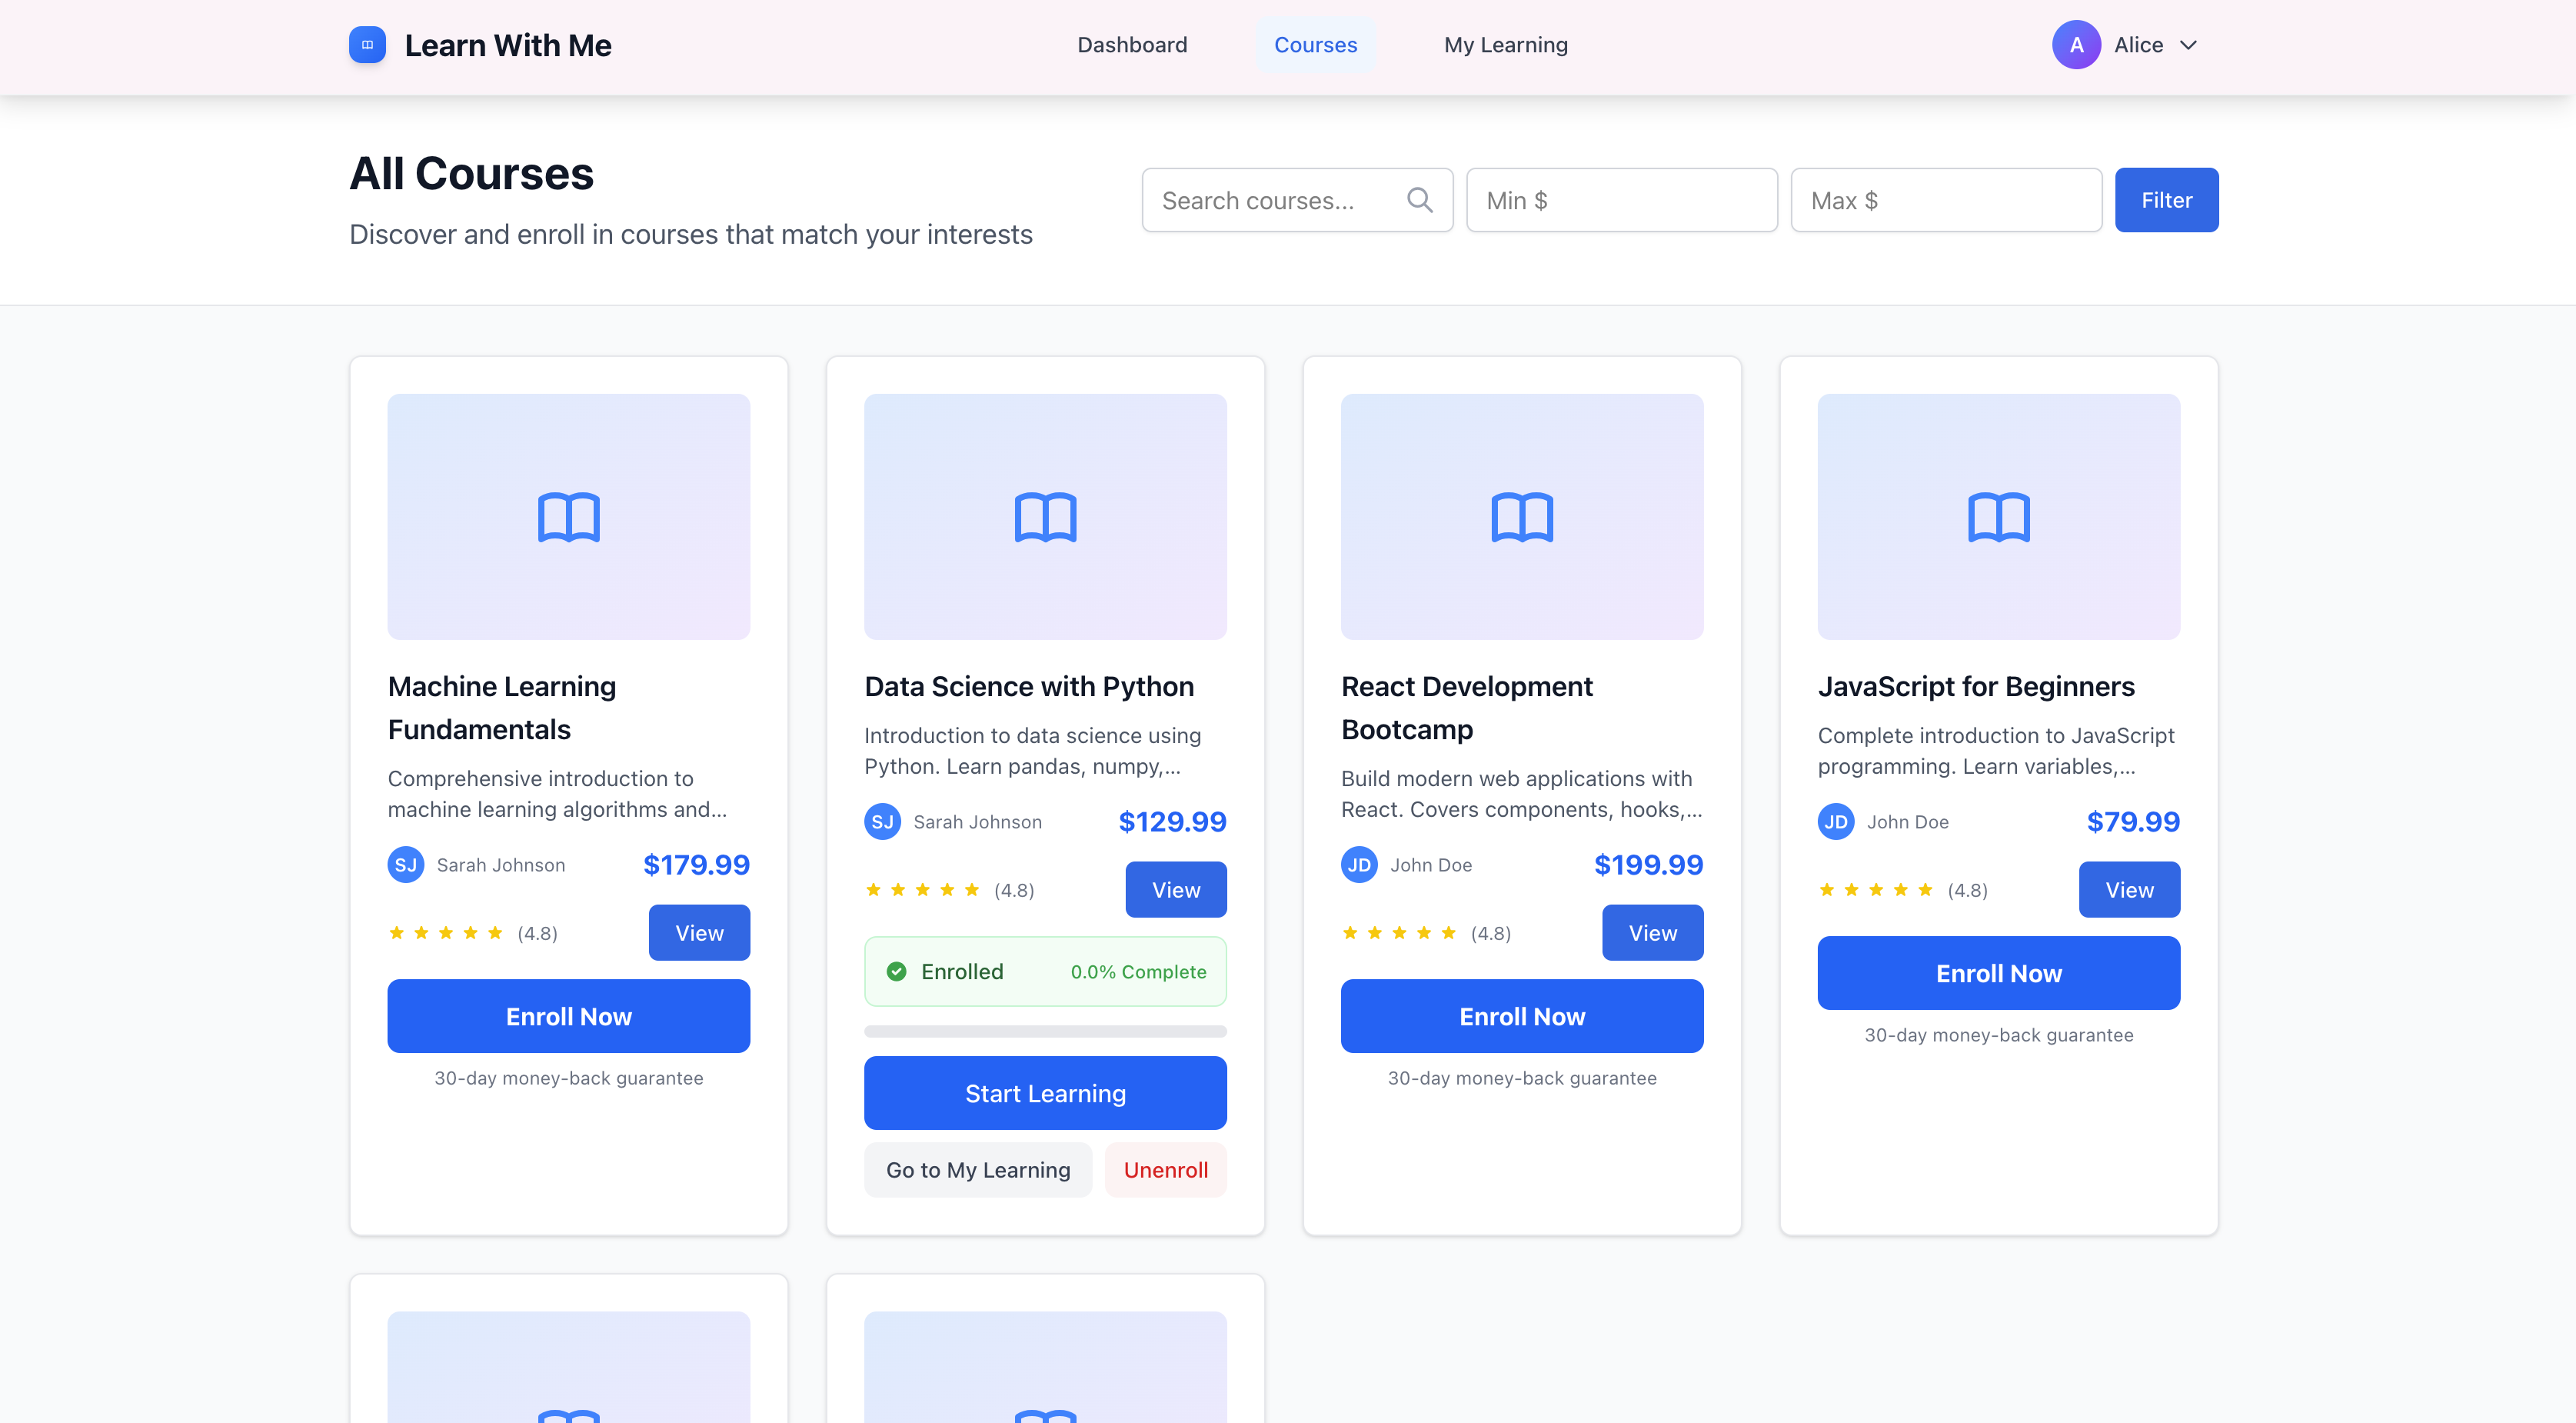 Learn With Me
Dashboard
Courses
My Learning
A
Alice
All Courses
Discover and enroll in courses that match your interests
Search courses...
Min $
Max $
Filter
Machine Learning
Fundamentals
Comprehensive introduction to
machine learning algorithms and...
SJ
Sarah Johnson
$179.99
(4.8)
View
Enroll Now
30-day money-back guarantee
Data Science with Python
Introduction to data science using
Python. Learn pandas, numpy,...
SJ
Sarah Johnson
$129.99
(4.8)
View
Enrolled
0.0% Complete
Start Learning
Go to My Learning
Unenroll
React Development
Bootcamp
Build modern web applications with
React. Covers components, hooks,...
JD
John Doe
$199.99
(4.8)
View
Enroll Now
30-day money-back guarantee
JavaScript for Beginners
Complete introduction to JavaScript
programming. Learn variables,...
JD
John Doe
$79.99
(4.8)
View
Enroll Now
30-day money-back guarantee